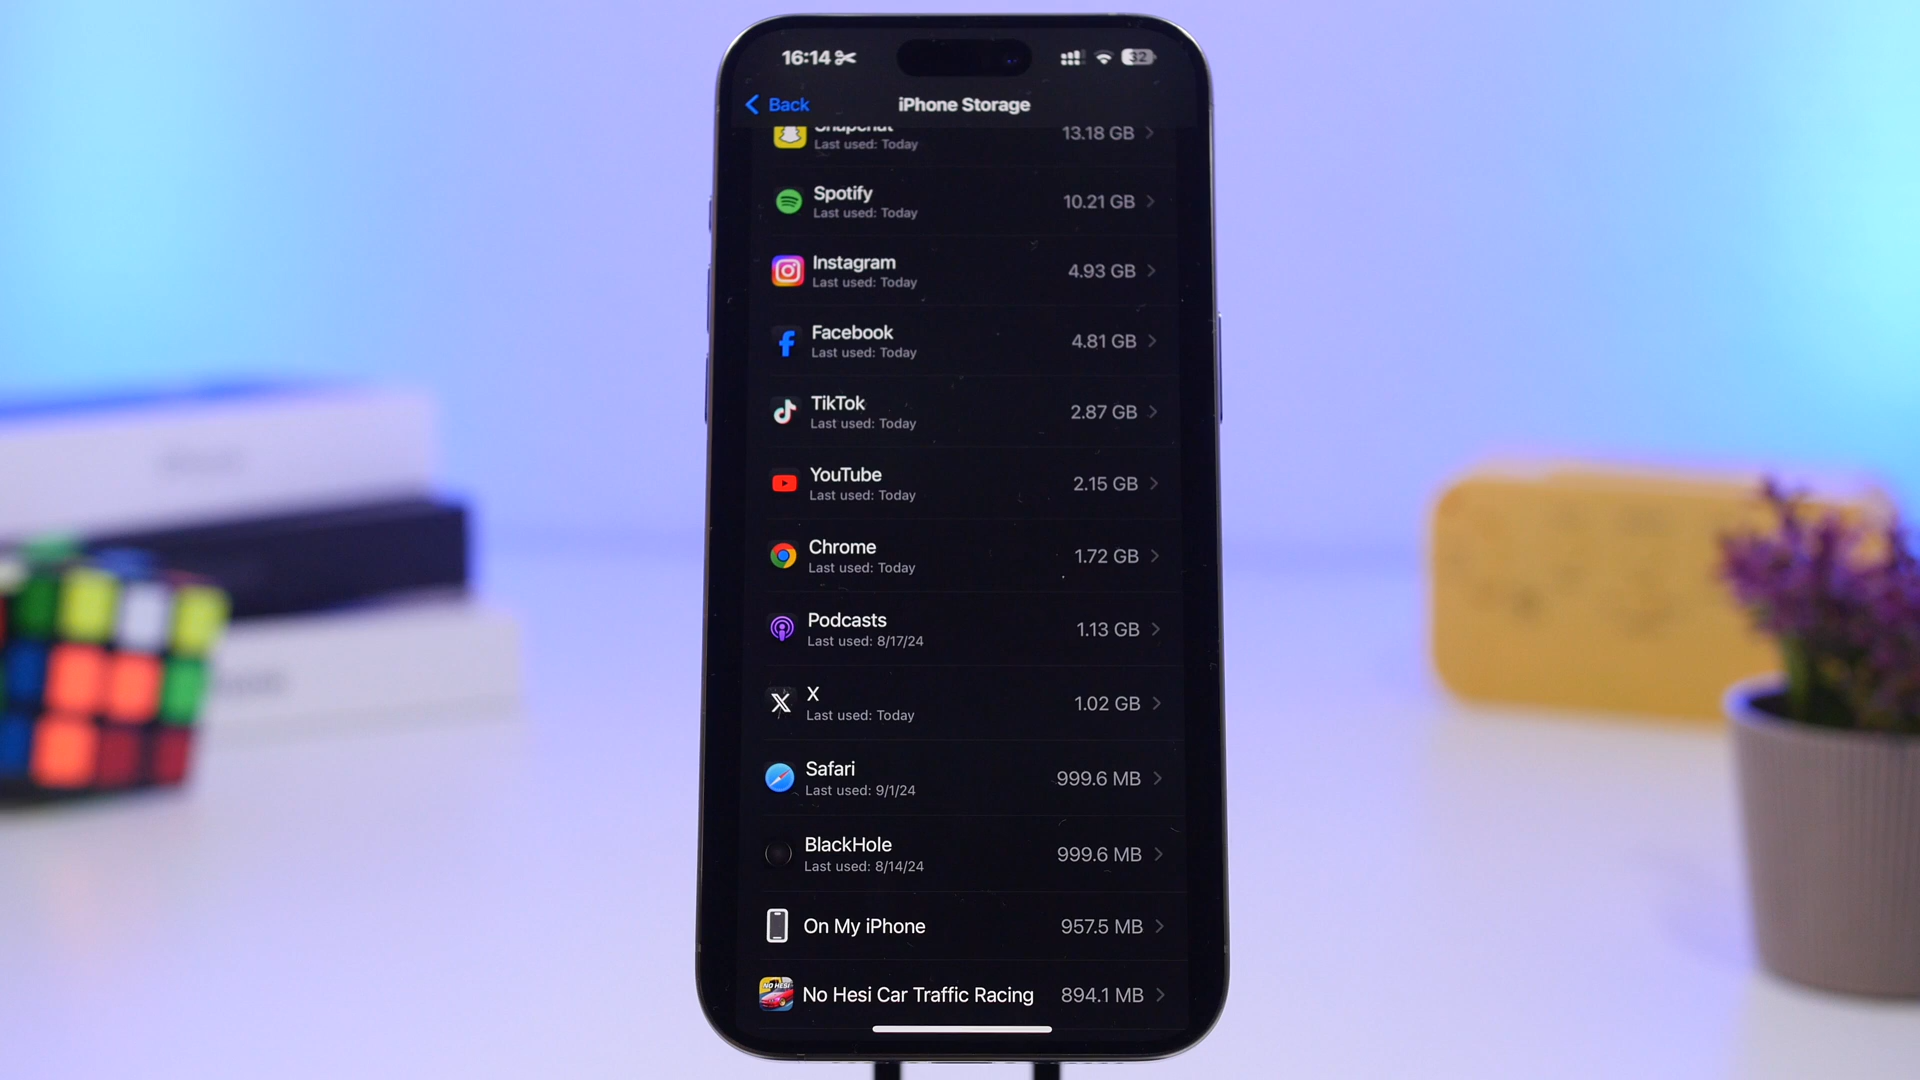 16:14
32
Back
iPhone Storage
Snapchat
13.18 GB
Last used: Today
Spotify
10.21 GB
Last used: Today
Instagram
4.93 GB
Last used: Today
Facebook
4.81 GB
Last used: Today
TikTok
2.87 GB
Last used: Today
YouTube
2.15 GB
Last used: Today
Chrome
1.72 GB
Last used: Today
Podcasts
1.13 GB
Last used: 8/17/24
X
1.02 GB
Last used: Today
Safari
999.6 MB
Last used: 9/1/24
BlackHole
999.6 MB
Last used: 8/14/24
On My iPhone
957.5 MB
NO HESI
No Hesi Car Traffic Racing
894.1 MB